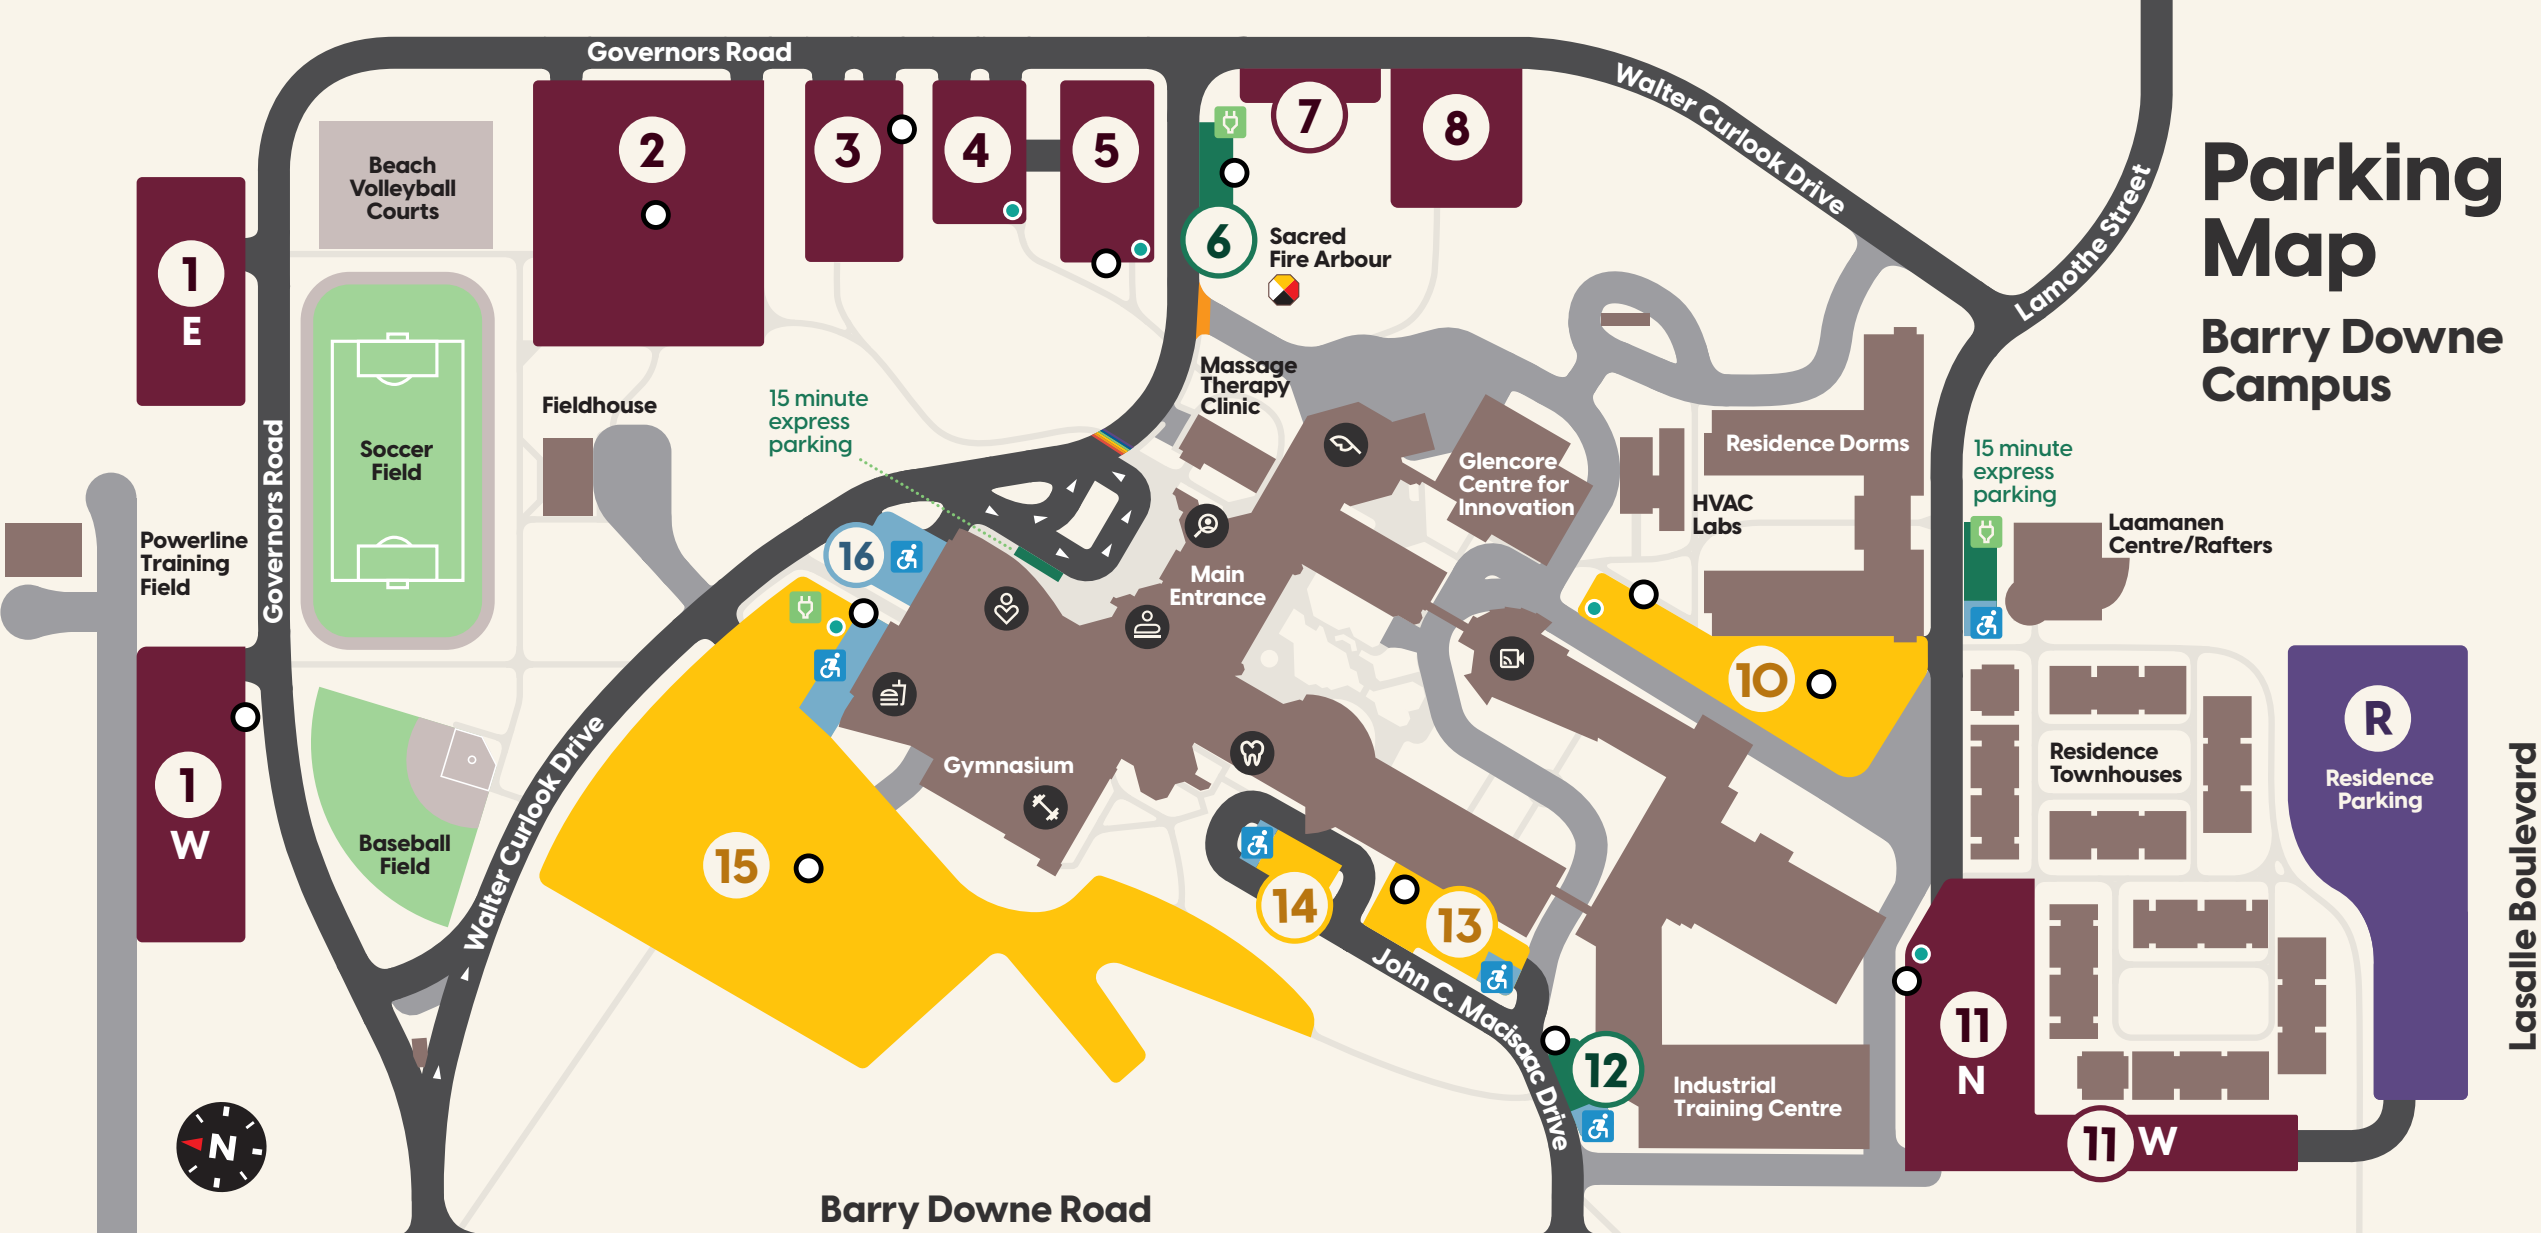 Governors Road
Walter Curlook Drive
Lamothe Street
Parking
Map
Barry Downe
Campus
2
3
4
5
6
7
8
Beach
Volleyball
Courts
1
E
Sacred
Fire Arbour
Massage
Therapy
Clinic
15 minute
express
parking
Fieldhouse
Soccer
Field
Governors Road
Powerline
Training
Field
Residence Dorms
Glencore
Centre for
Innovation
HVAC
Labs
15 minute
express
parking
Laamanen
Centre/Rafters
16
Main
Entrance
10
1
W
R
Residence
Parking
Residence
Townhouses
Lasalle Boulevard
Gymnasium
Baseball
Field
Walter Curlook Drive
15
14
13
John C. Macisaac Drive
12
Industrial
Training Centre
11
N
11 W
N
Barry Downe Road